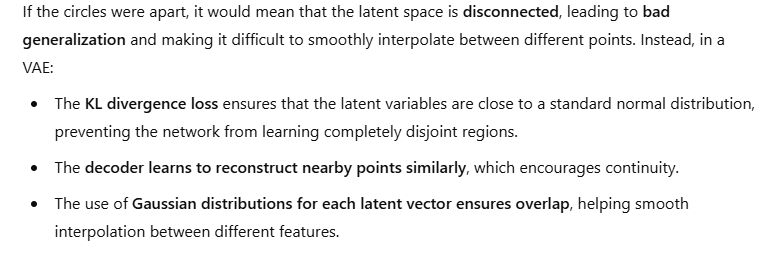 If the circles were apart, it would mean that the latent space is disconnected, leading to bad
generalization and making it difficult to smoothly interpolate between different points. Instead, in a
VAE:
• The KL divergence loss ensures that the latent variables are close to a standard normal distribution,
preventing the network from learning completely disjoint regions.
• The decoder learns to reconstruct nearby points similarly, which encourages continuity.
• The use of Gaussian distributions for each latent vector ensures overlap, helping smooth
interpolation between different features.